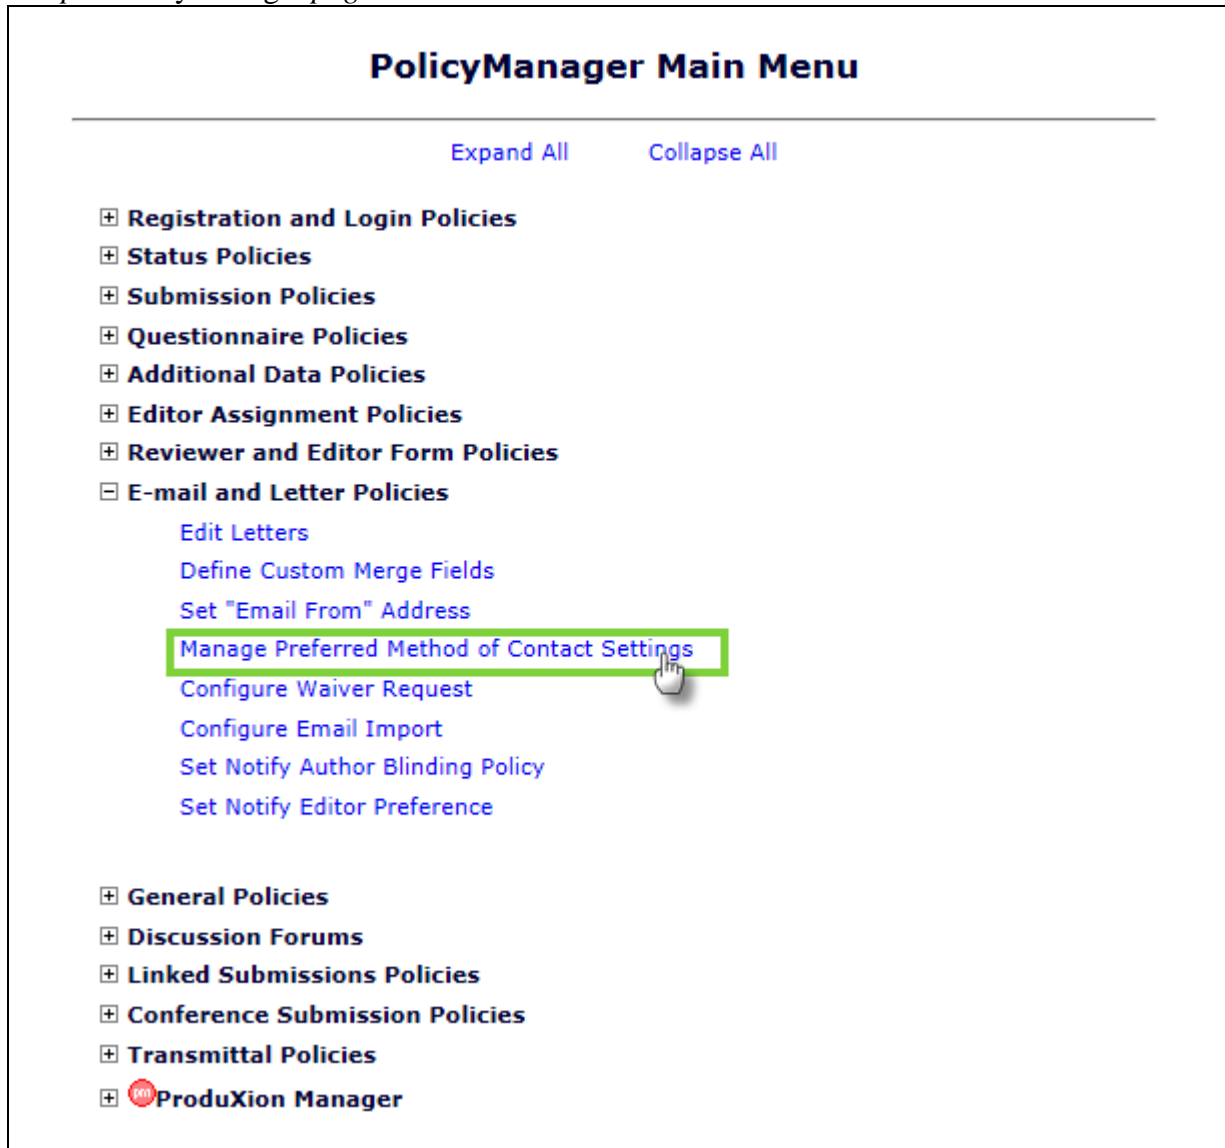 PolicyManager Main Menu
Expand All Collapse All
Registration and Login Policies
Status Policies
Submission Policies
Questionnaire Policies
Additional Data Policies
Editor Assignment Policies
Reviewer and Editor Form Policies
E-mail and Letter Policies
Edit Letters
Define Custom Merge Fields
Set "Email From" Address
Manage Preferred Method of Contact Settings
Configure Waiver Request
Configure Email Import
Set Notify Author Blinding Policy
Set Notify Editor Preference
General Policies
Discussion Forums
Linked Submissions Policies
Conference Submission Policies
Transmittal Policies
pm ProduXion Manager